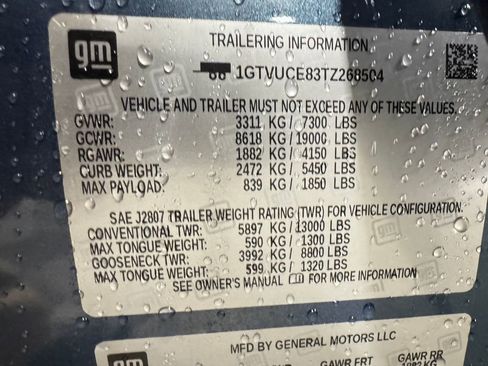 gm
TRAILERING INFORMATION
1GTVUCE83TZ268504
VEHICLE AND TRAILER MUST NOT EXCEED ANY OF THESE VALUES.
GVWR: 3311 KG / 7300 LBS
GCWR: 8618 KG / 19000 LBS
RGAWR: 1882 KG / 4150 LBS
CURB WEIGHT: 2472 KG / 5450 LBS
MAX PAYLOAD: 839 KG / 1850 LBS
SAE J2807 TRAILER WEIGHT RATING (TWR) FOR VEHICLE CONFIGURATION.
CONVENTIONAL TWR: 5897 KG / 13000 LBS
MAX TONGUE WEIGHT: 590 KG / 1300 LBS
GOOSENECK TWR: 3992 KG / 8800 LBS
MAX TONGUE WEIGHT: 599 KG / 1320 LBS
SEE OWNER'S MANUAL FOR MORE INFORMATION
MFD BY GENERAL MOTORS LLC
gm
GVWR GAWR FRT GAWR RR